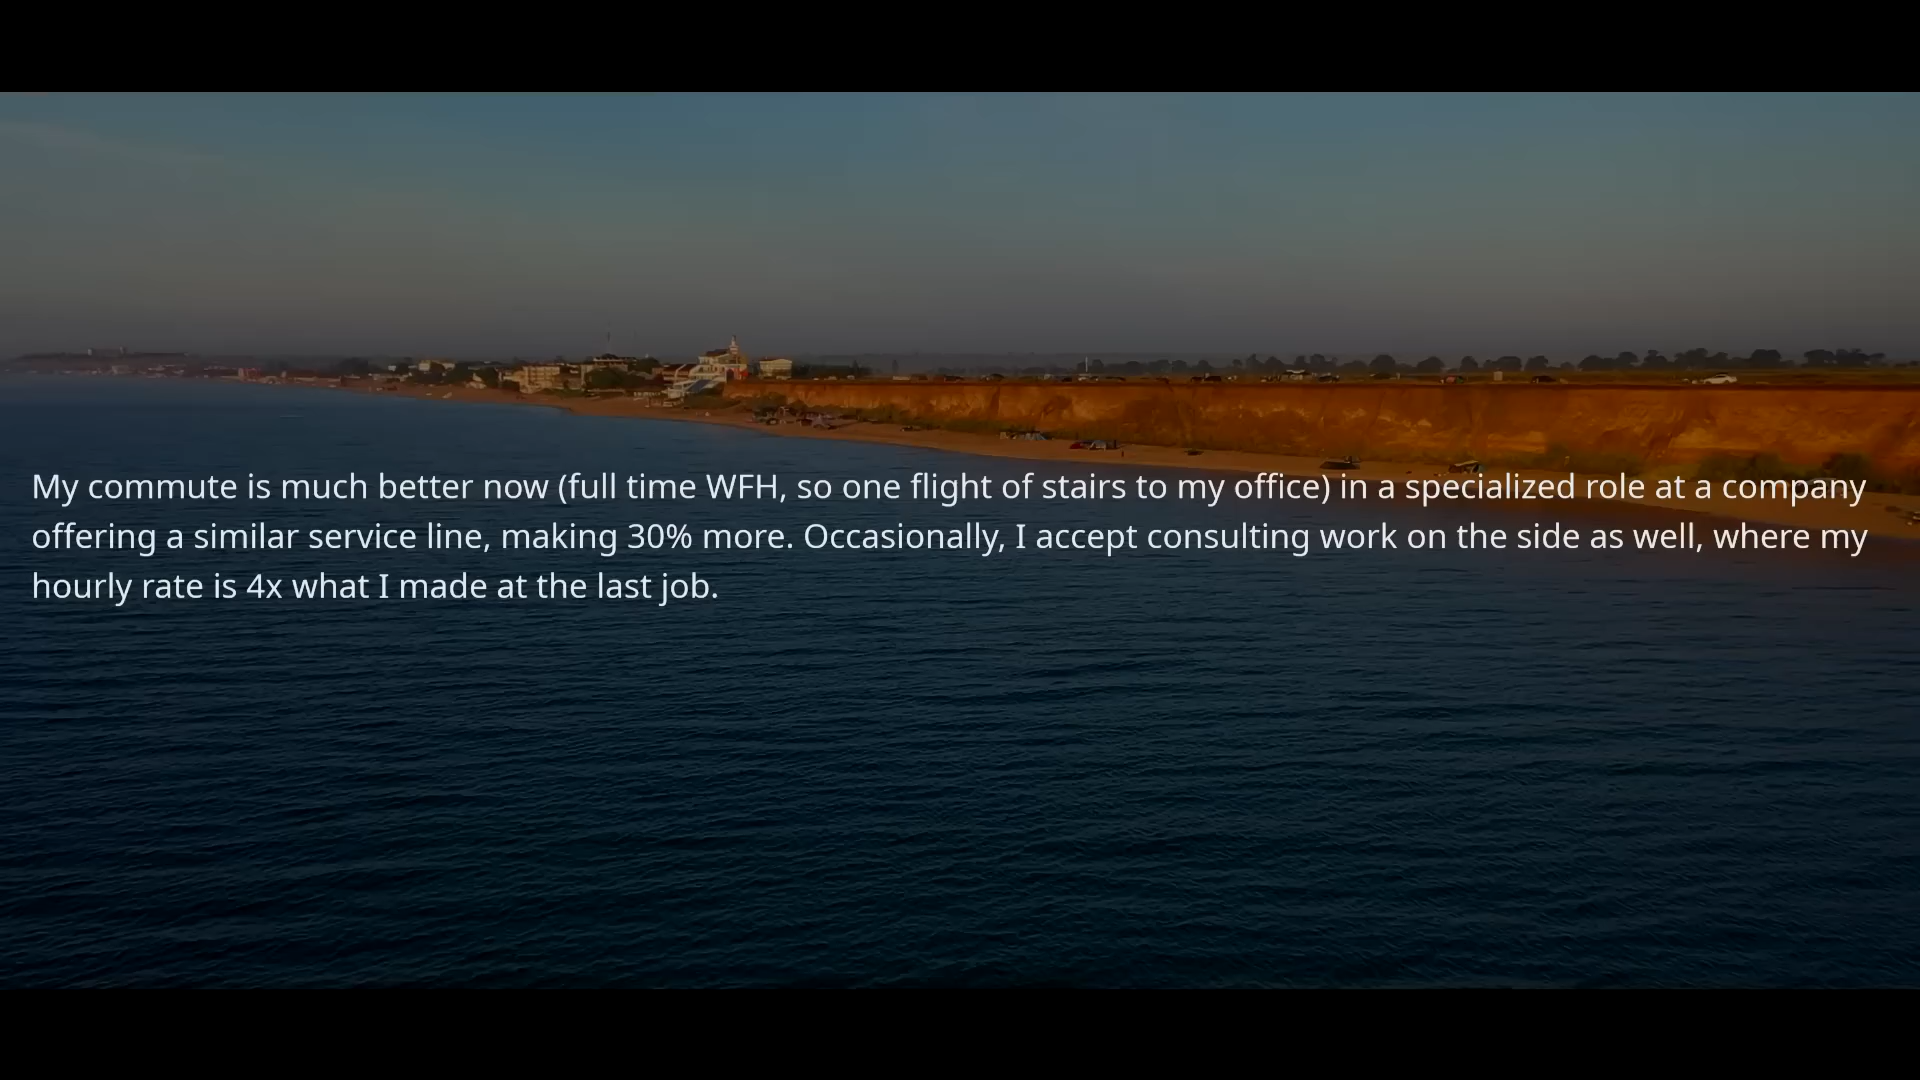 My commute is much better now (full time WFH, so one flight of stairs to my office) in a specialized role at a company
offering a similar service line, making 30% more. Occasionally, I accept consulting work on the side as well, where my
hourly rate is 4x what I made at the last job.